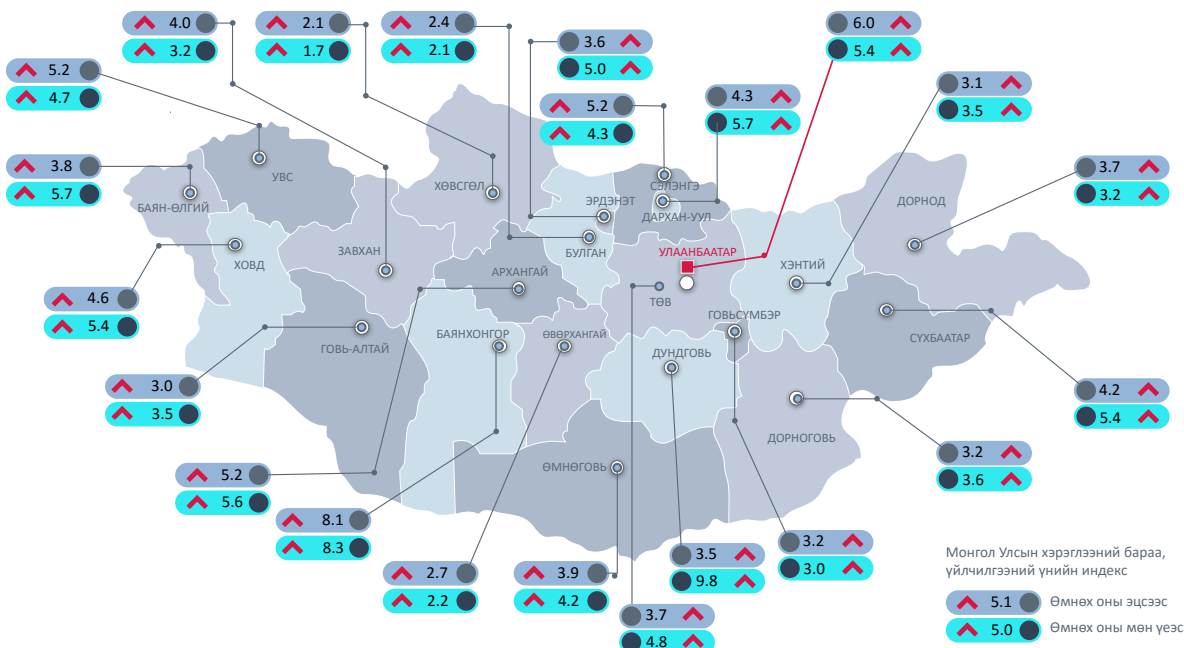 4.0
3.2
2.1
1.7
2.4
2.1
3.6
5.0
6.0
5.4
5.2
4.7
5.2
4.3
4.3
5.7
3.1
3.5
3.8
5.7
3.7
3.2
УВС
БАЯН-ӨЛГИЙ
ХӨВСГӨЛ
СЭЛЭНГЭ
ЭРДЭНЭТ
ДАРХАН-УУЛ
ДОРНОД
ХОВД
ЗАВХАН
БУЛГАН
УЛААНБААТАР
АРХАНГАЙ
ХЭНТИЙ
ТӨВ
4.6
5.4
ГОВЬ-АЛТАЙ
БАЯНХОНГОР
ӨВӨРХАНГАЙ
ГОВЬСҮМБЭР
ДУНДГОВЬ
СҮХБААТАР
3.0
3.5
4.2
5.4
ДОРНОГОВЬ
ӨМНӨГОВЬ
3.2
3.6
5.2
5.6
8.1
8.3
2.7
2.2
3.9
4.2
3.5
9.8
3.2
3.0
3.7
4.8
Монгол Улсын хэрэглээний бараа,
үйлчилгээний үнийн индекс
5.1 Өмнөх оны эцсээс
5.0 Өмнөх оны мөн үеэс